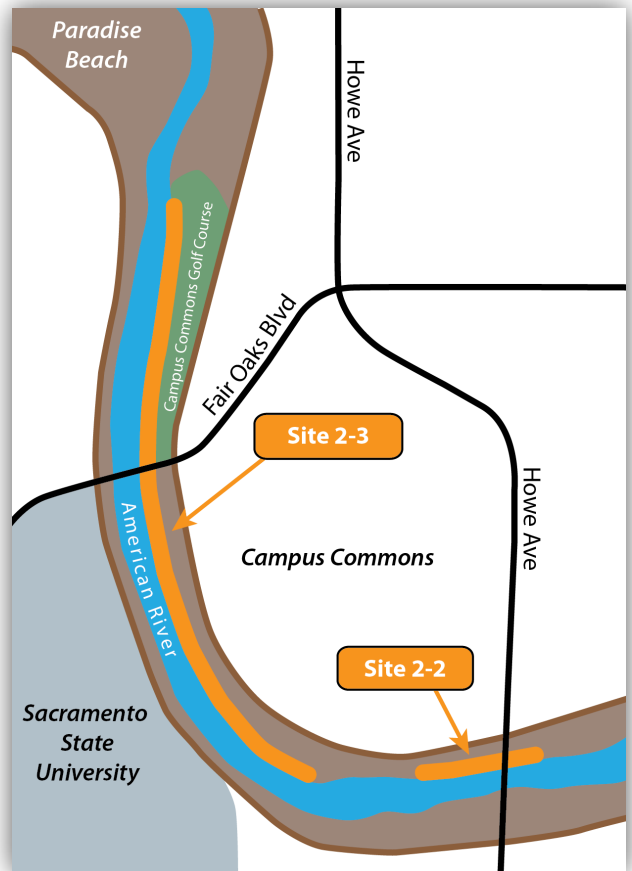 Paradise
Beach
Howe Ave
Campus Commons Golf Course
Fair Oaks Blvd
Site 2-3
Howe Ave
American River
Campus Commons
Site 2-2
Sacramento
State
University